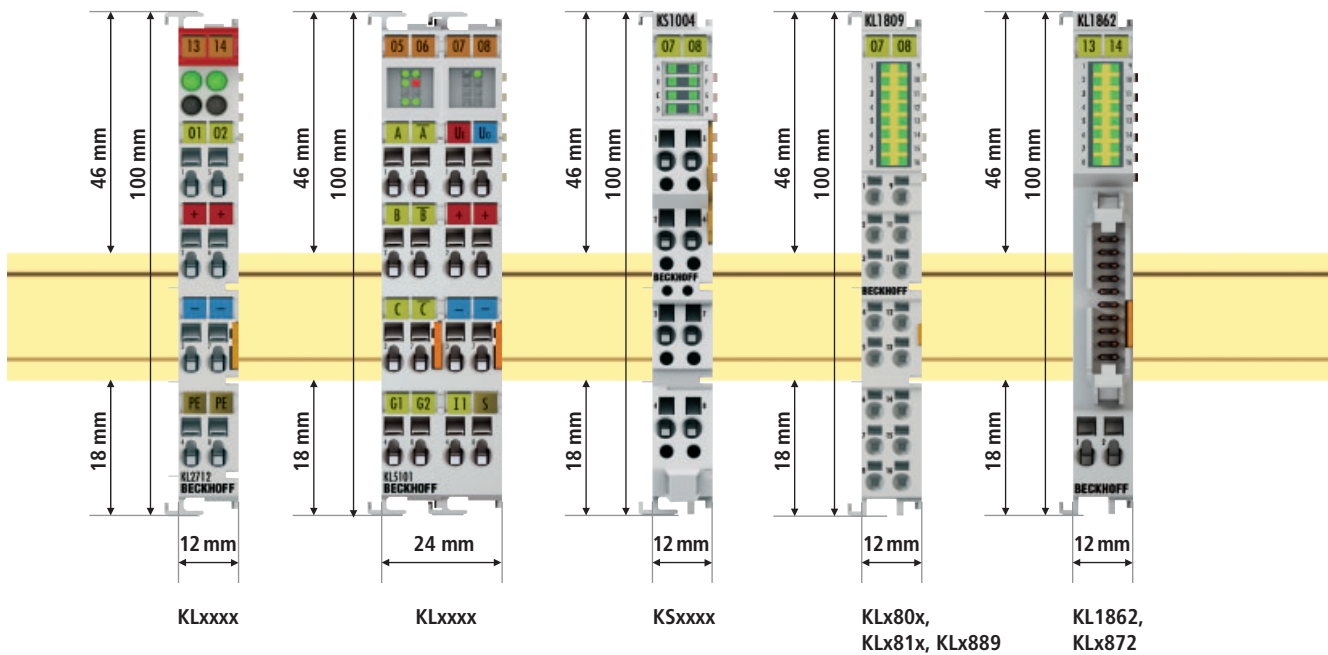 KS1004 KL1809 KL1862
13 14 05 06 07 08 07 08 07 08 13 14
01 02 A A̅ B B̅ C C̅
+ + + +
− − − −
PE PE G1 G2 I1 S
KL2712 KL5101
BECKHOFF BECKHOFF BECKHOFF BECKHOFF BECKHOFF
46 mm 100 mm 46 mm 100 mm 46 mm 100 mm 46 mm 100 mm 46 mm 100 mm
18 mm 18 mm 18 mm 18 mm 18 mm
12 mm 24 mm 12 mm 12 mm 12 mm
KLxxxx KLxxxx KSxxxx KLx80x, KL1862,
KLx81x, KLx889 KLx872